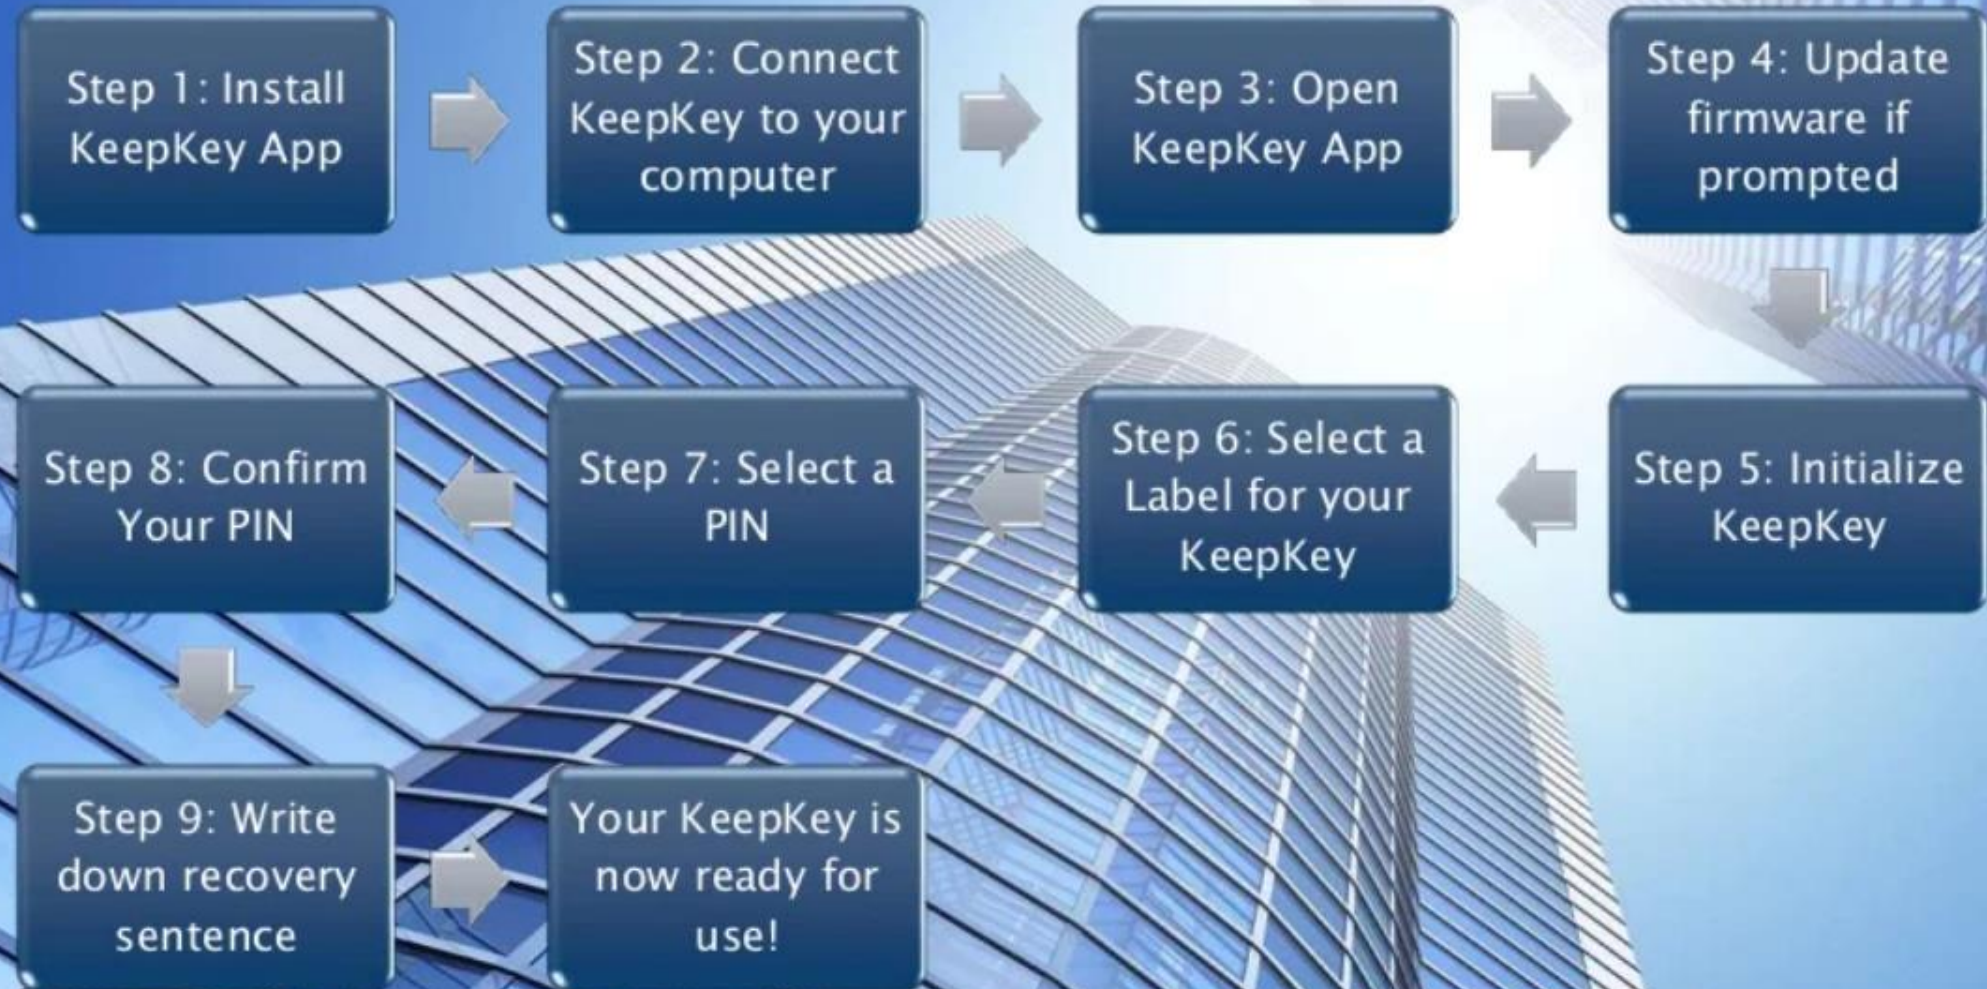 Step 1: Install
KeepKey App
Step 2: Connect
KeepKey to your
computer
Step 3: Open
KeepKey App
Step 4: Update
firmware if
prompted
Step 5: Initialize
KeepKey
Step 6: Select a
Label for your
KeepKey
Step 7: Select a
PIN
Step 8: Confirm
Your PIN
Step 9: Write
down recovery
sentence
Your KeepKey is
now ready for
use!